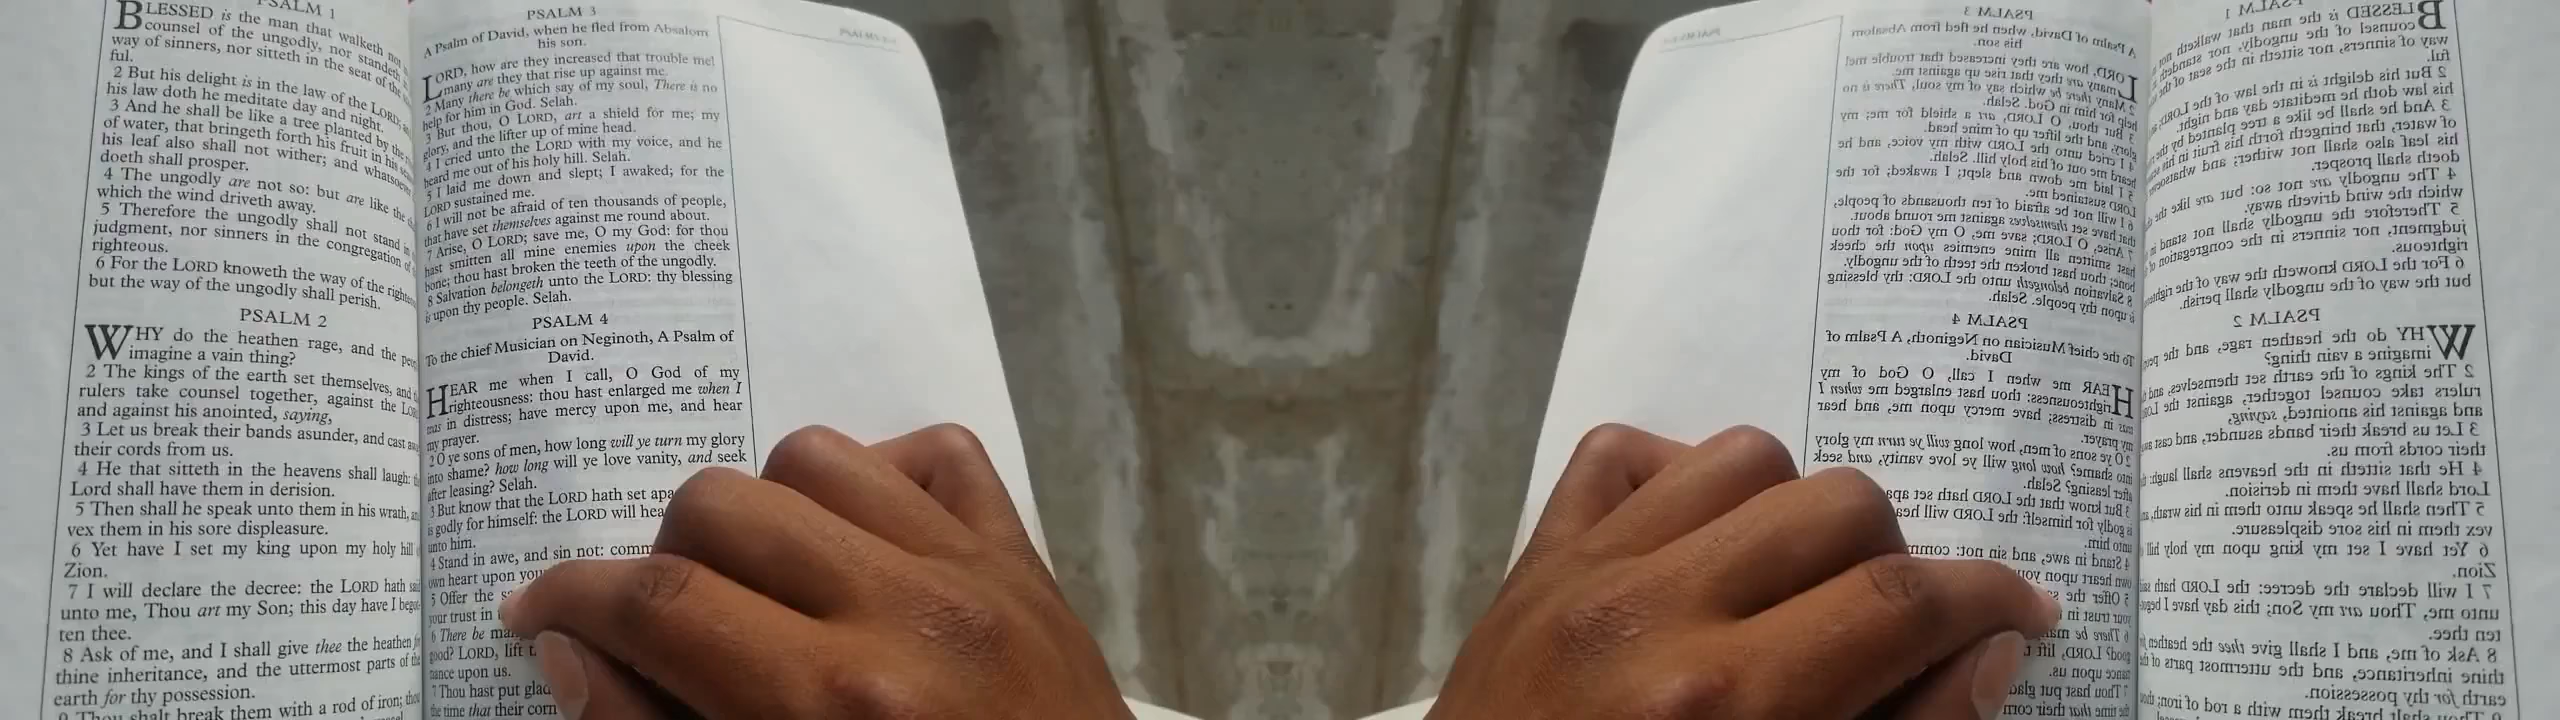 PSALM 1
BLESSED is the man that walketh not
counsel of the ungodly, nor standeth
way of sinners, nor sitteth in the seat of the
ful.
2 But his delight is in the law of the LORD;
his law doth he meditate day and night.
3 And he shall be like a tree planted by the
of water, that bringeth forth his fruit in his
his leaf also shall not wither; and whatsoever
doeth shall prosper.
4 The ungodly are not so: but are like the
which the wind driveth away.
5 Therefore the ungodly shall not stand in
judgment, nor sinners in the congregation of
righteous.
6 For the LORD knoweth the way of the
but the way of the ungodly shall perish.
PSALM 2
WHY do the heathen rage, and the
imagine a vain thing?
2 The kings of the earth set themselves, and
rulers take counsel together, against the
and against his anointed, saying,
3 Let us break their bands asunder, and cast
their cords from us.
4 He that sitteth in the heavens shall laugh:
Lord shall have them in derision.
5 Then shall he speak unto them in his wrath,
vex them in his sore displeasure.
6 Yet have I set my king upon my holy hill
Zion.
7 I will declare the decree: the LORD hath
unto me, Thou art my Son; this day have I
ten thee.
8 Ask of me, and I shall give thee the heathen
thine inheritance, and the uttermost parts of the
earth for thy possession.
9 Thou shalt break them with a rod of iron;
PSALM 3
A Psalm of David, when he fled from Absalom
his son.
LORD, how are they increased that trouble me!
many are they that rise up against me.
2 Many there be which say of my soul, There is no
help for him in God. Selah.
3 But thou, O LORD, art a shield for me; my
glory, and the lifter up of mine head.
4 I cried unto the LORD with my voice, and he
heard me out of his holy hill. Selah.
5 I laid me down and slept; I awaked; for the
LORD sustained me.
6 I will not be afraid of ten thousands of people,
that have set themselves against me round about.
7 Arise, O LORD; save me, O my God: for thou
hast smitten all mine enemies upon the cheek
bone; thou hast broken the teeth of the ungodly.
8 Salvation belongeth unto the LORD: thy blessing
is upon thy people. Selah.
PSALM 4
To the chief Musician on Neginoth, A Psalm of
David.
HEAR me when I call, O God of my
righteousness: thou hast enlarged me when I
was in distress; have mercy upon me, and hear
my prayer.
2 O ye sons of men, how long will ye turn my glory
into shame? how long will ye love vanity, and seek
after leasing? Selah.
3 But know that the LORD hath set apa
is godly for himself: the LORD will hea
unto him.
4 Stand in awe, and sin not: comm
own heart upon you
5 Offer the s
your trust in
6 There be ma
good? LORD, lift
nance upon us.
7 Thou hast put glad
the time that their corn